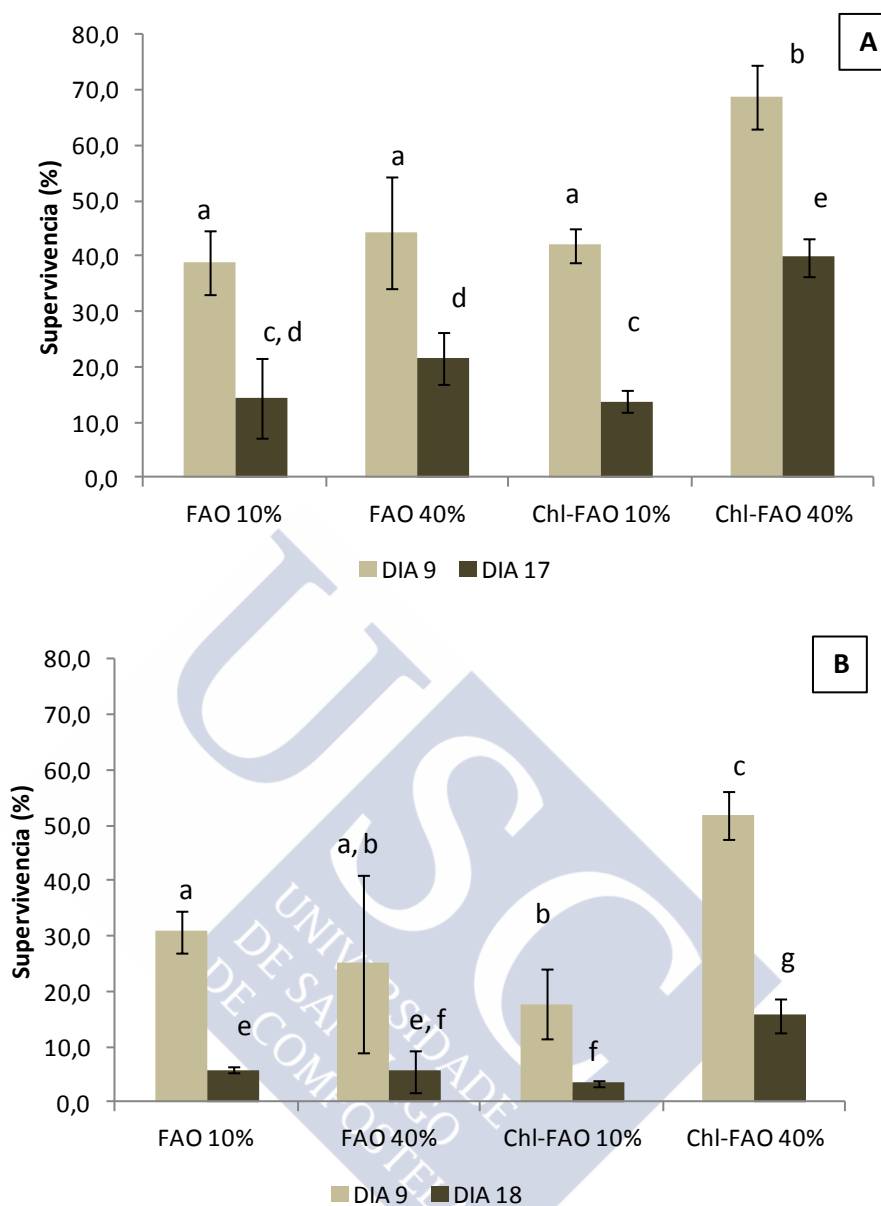 A
Supervivencia (%)
80,0
70,0
60,0
50,0
40,0
30,0
20,0
10,0
0,0
a
c, d
a
d
a
c
b
e
FAO 10%
FAO 40%
Chl-FAO 10%
Chl-FAO 40%
DIA 9
DIA 17
B
Supervivencia (%)
80,0
70,0
60,0
50,0
40,0
30,0
20,0
10,0
0,0
a
e
a, b
e, f
b
f
c
g
FAO 10%
FAO 40%
Chl-FAO 10%
Chl-FAO 40%
DIA 9
DIA 18
USC
UNIVERSIDADE
DE
DE